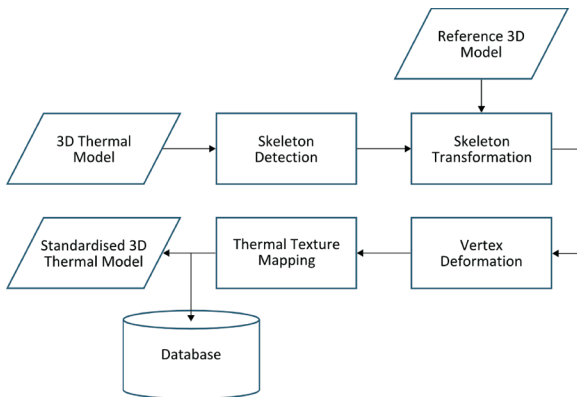 Reference 3D
Model
3D Thermal
Model
Skeleton
Detection
Skeleton
Transformation
Standardised 3D
Thermal Model
Thermal Texture
Mapping
Vertex
Deformation
Database